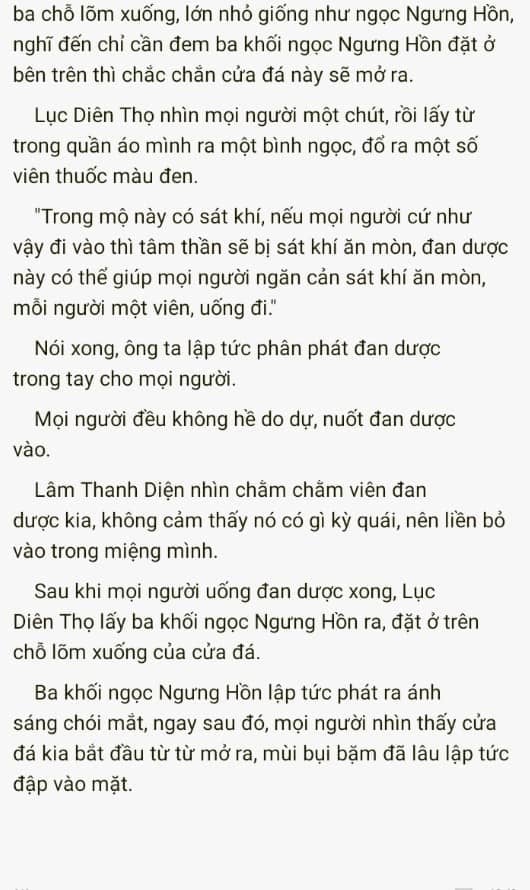 ba chỗ lõm xuống, lớn nhỏ giống như ngọc Ngưng Hồn,
nghĩ đến chỉ cần đem ba khối ngọc Ngưng Hồn đặt ở
bên trên thì chắc chắn cửa đá này sẽ mở ra.
Lục Diên Thọ nhìn mọi người một chút, rồi lấy từ
trong quần áo mình ra một bình ngọc, đổ ra một số
viên thuốc màu đen.
"Trong mộ này có sát khí, nếu mọi người cứ như
vậy đi vào thì tâm thần sẽ bị sát khí ăn mòn, đan dược
này có thể giúp mọi người ngăn cản sát khí ăn mòn,
mỗi người một viên, uống đi."
Nói xong, ông ta lập tức phân phát đan dược
trong tay cho mọi người.
Mọi người đều không hề do dự, nuốt đan dược
vào.
Lâm Thanh Diện nhìn chằm chằm viên đan
dược kia, không cảm thấy nó có gì kỳ quái, nên liền bỏ
vào trong miệng mình.
Sau khi mọi người uống đan dược xong, Lục
Diên Thọ lấy ba khối ngọc Ngưng Hồn ra, đặt ở trên
chỗ lõm xuống của cửa đá.
Ba khối ngọc Ngưng Hồn lập tức phát ra ánh
sáng chói mắt, ngay sau đó, mọi người nhìn thấy cửa
đá kia bắt đầu từ từ mở ra, mùi bụi bặm đã lâu lập tức
đập vào mặt.